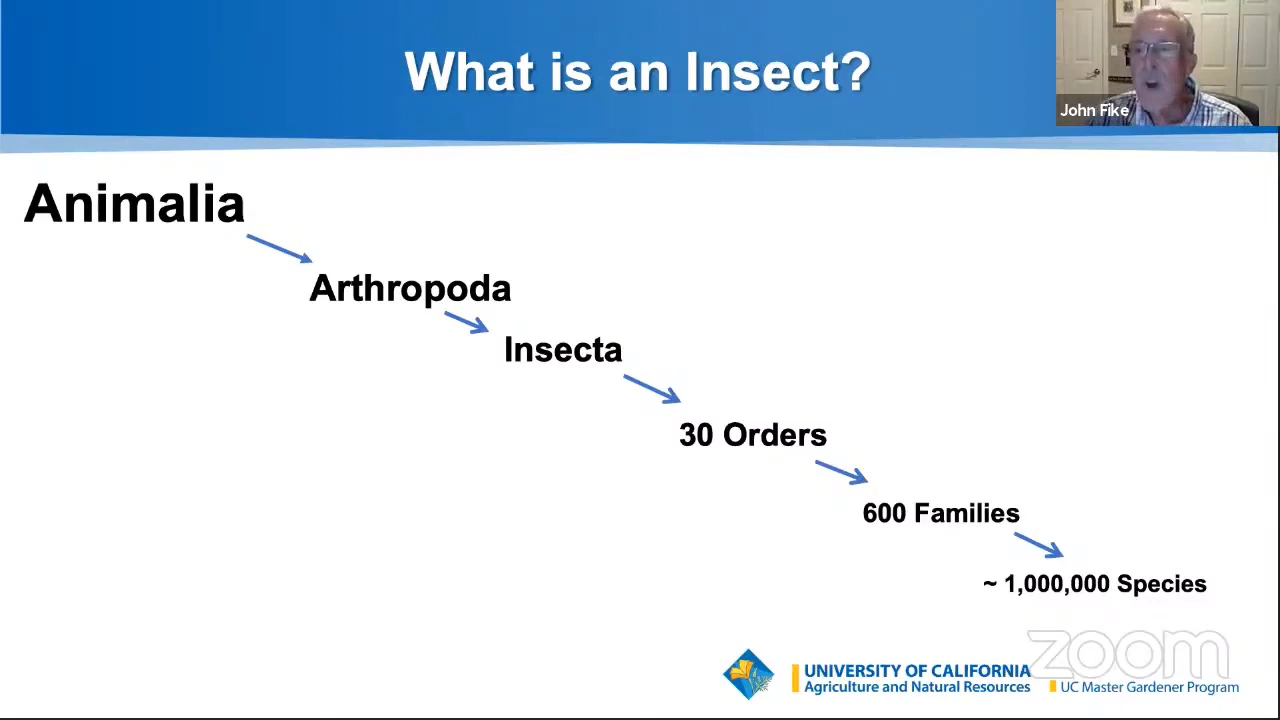 What is an Insect?
John Fike
Animalia
Arthropoda
Insecta
30 Orders
600 Families
~ 1,000,000 Species
zoom
UNIVERSITY OF CALIFORNIA
Agriculture and Natural Resources
UC Master Gardener Program